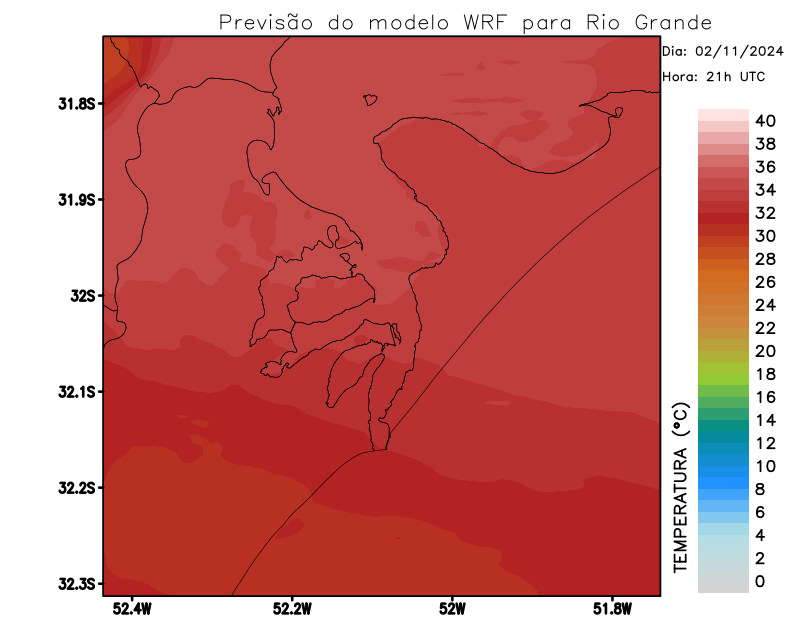 Previsão do modelo WRF para Rio Grande
Dia: 02/11/2024
Hora: 21h UTC
31.8S
31.9S
32S
32.1S
32.2S
32.3S
52.4W
52.2W
52W
51.8W
TEMPERATURA (°C)
40
38
36
34
32
30
28
26
24
22
20
18
16
14
12
10
8
6
4
2
0